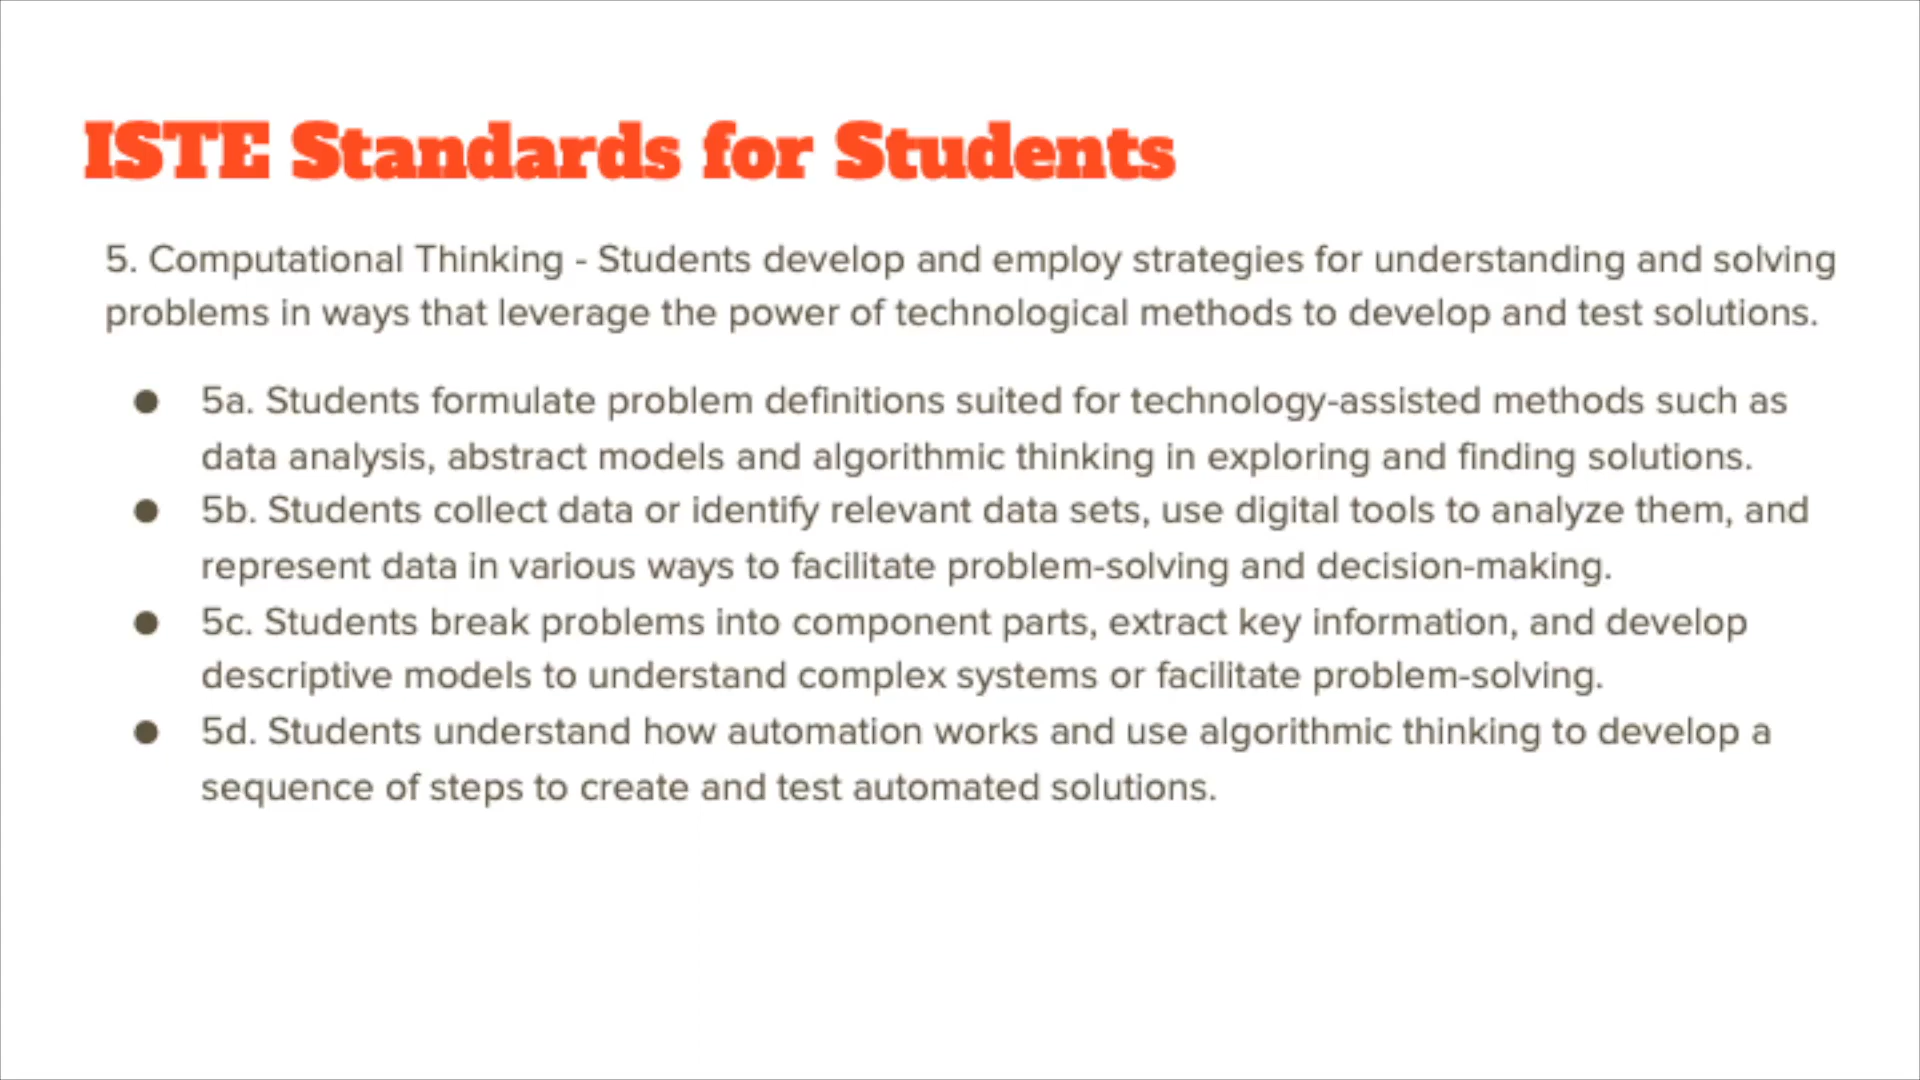 ISTE Standards for Students
5. Computational Thinking - Students develop and employ strategies for understanding and solving
problems in ways that leverage the power of technological methods to develop and test solutions.
● 5a. Students formulate problem definitions suited for technology-assisted methods such as
data analysis, abstract models and algorithmic thinking in exploring and finding solutions.
● 5b. Students collect data or identify relevant data sets, use digital tools to analyze them, and
represent data in various ways to facilitate problem-solving and decision-making.
● 5c. Students break problems into component parts, extract key information, and develop
descriptive models to understand complex systems or facilitate problem-solving.
● 5d. Students understand how automation works and use algorithmic thinking to develop a
sequence of steps to create and test automated solutions.